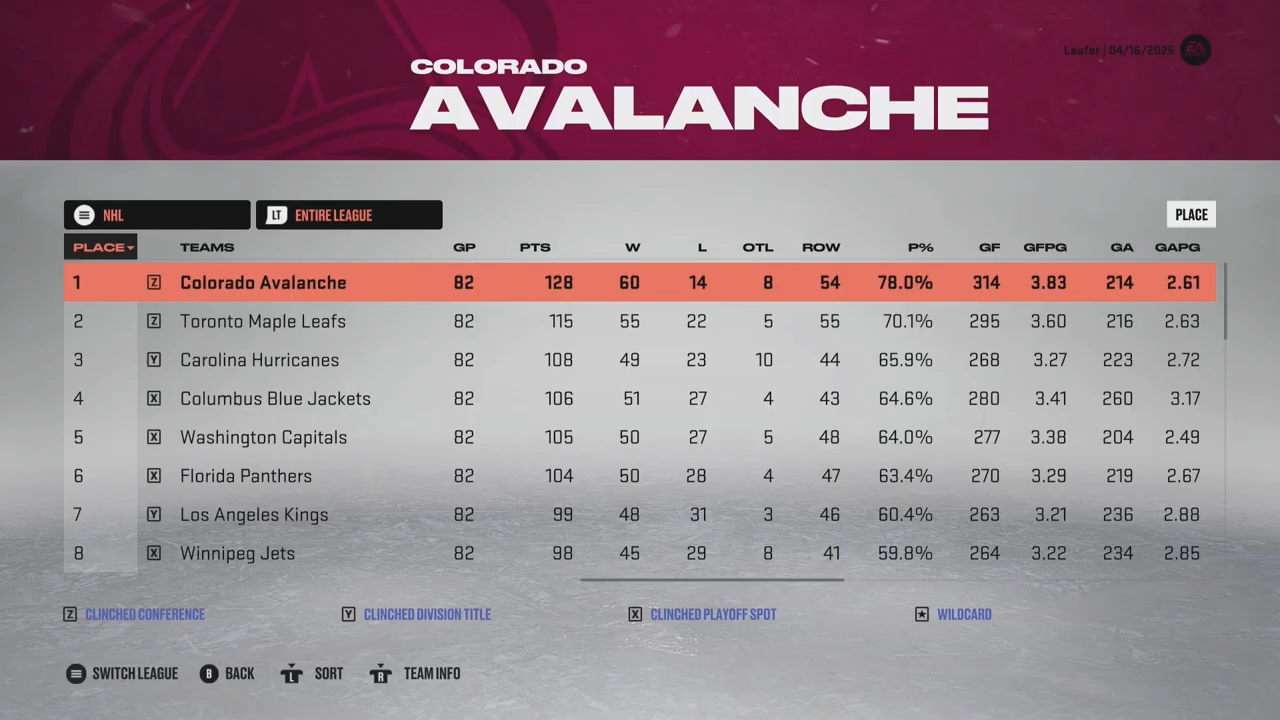 Leafer | 04/16/2025 EA
COLORADO
AVALANCHE
NHL LT ENTIRE LEAGUE PLACE
PLACE TEAMS GP PTS W L OTL ROW P% GF GFPG GA GAPG
1 Z Colorado Avalanche 82 128 60 14 8 54 78.0% 314 3.83 214 2.61
2 Z Toronto Maple Leafs 82 115 55 22 5 55 70.1% 295 3.60 216 2.63
3 Y Carolina Hurricanes 82 108 49 23 10 44 65.9% 268 3.27 223 2.72
4 X Columbus Blue Jackets 82 106 51 27 4 43 64.6% 280 3.41 260 3.17
5 X Washington Capitals 82 105 50 27 5 48 64.0% 277 3.38 204 2.49
6 X Florida Panthers 82 104 50 28 4 47 63.4% 270 3.29 219 2.67
7 Y Los Angeles Kings 82 99 48 31 3 46 60.4% 263 3.21 236 2.88
8 X Winnipeg Jets 82 98 45 29 8 41 59.8% 264 3.22 234 2.85
Z CLINCHED CONFERENCE Y CLINCHED DIVISION TITLE X CLINCHED PLAYOFF SPOT WILDCARD
SWITCH LEAGUE B BACK L SORT R TEAM INFO